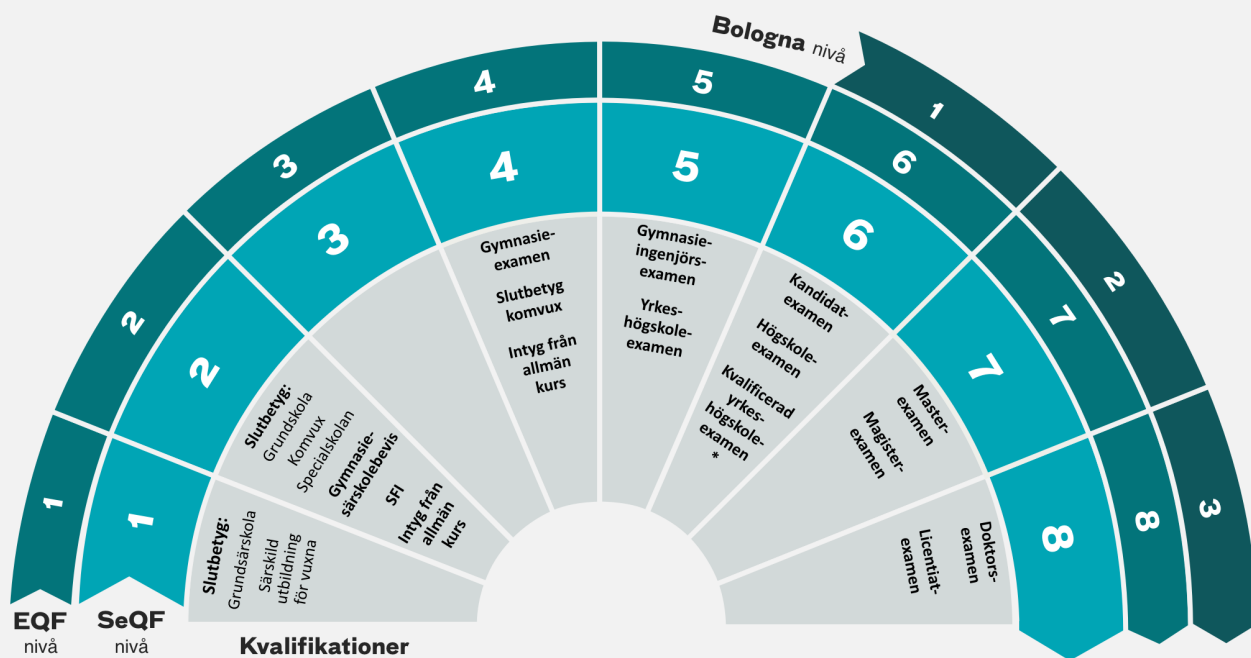 Bologna nivå
1
2
3
1
2
3
4
5
6
7
8
1
2
3
4
5
6
7
8
Slutbetyg:
Grundsärskola
Särskild
utbildning
för vuxna
Slutbetyg:
Grundskola
Komvux
Specialskolan
Gymnasie-
särskolebevis
SFI
Intyg från
allmän
kurs
Gymnasie-
examen
Slutbetyg
komvux
Intyg från
allmän
kurs
Gymnasie-
ingenjörs-
examen
Yrkes-
högskole-
examen
Kandidat-
examen
Högskole-
examen
Kvalificerad
yrkes-
högskole-
examen
*
Master-
examen
Magister-
examen
Doktors-
examen
Licentiat-
examen
EQF
nivå
SeQF
nivå
Kvalifikationer